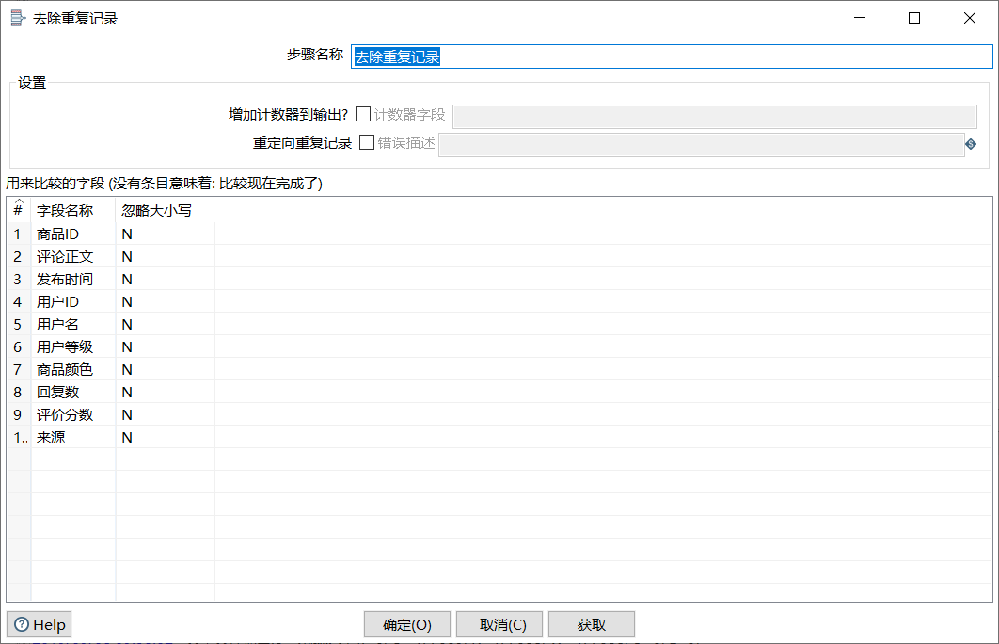 去除重复记录
步骤名称 去除重复记录
设置
增加计数器到输出? 计数器字段
重定向重复记录 错误描述
用来比较的字段 (没有条目意味着: 比较现在完成了)
# 字段名称 忽略大小写
1 商品ID N
2 评论正文 N
3 发布时间 N
4 用户ID N
5 用户名 N
6 用户等级 N
7 商品颜色 N
8 回复数 N
9 评价分数 N
1.. 来源 N
Help 确定(O) 取消(C) 获取